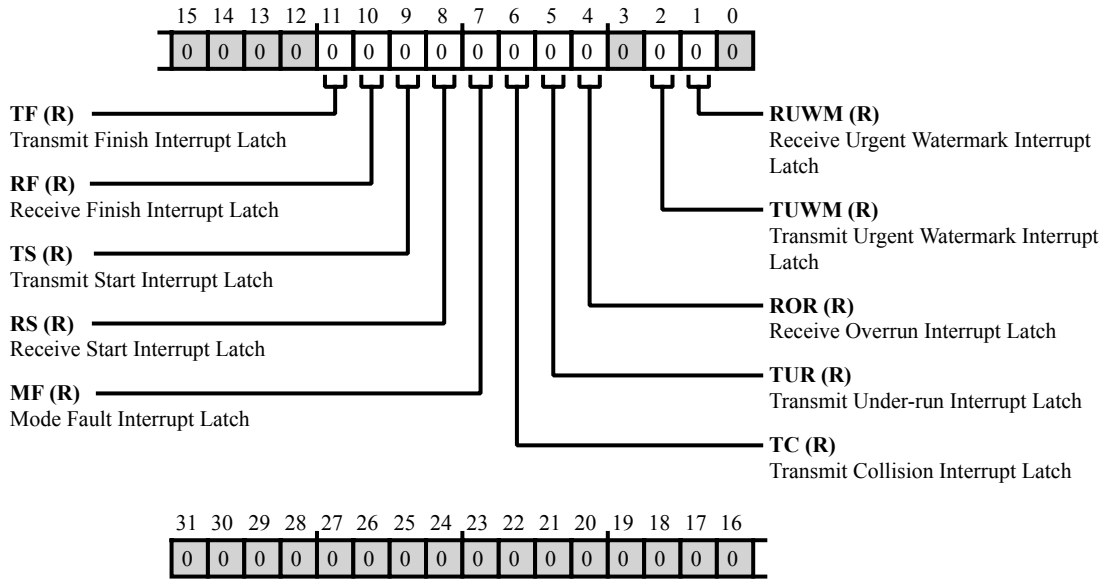 15 14 13 12 11 10 9 8 7 6 5 4 3 2 1 0
0 0 0 0 0 0 0 0 0 0 0 0 0 0 0 0
TF (R)
Transmit Finish Interrupt Latch
RF (R)
Receive Finish Interrupt Latch
TS (R)
Transmit Start Interrupt Latch
RS (R)
Receive Start Interrupt Latch
MF (R)
Mode Fault Interrupt Latch
RUWM (R)
Receive Urgent Watermark Interrupt
Latch
TUWM (R)
Transmit Urgent Watermark Interrupt
Latch
ROR (R)
Receive Overrun Interrupt Latch
TUR (R)
Transmit Under-run Interrupt Latch
TC (R)
Transmit Collision Interrupt Latch
31 30 29 28 27 26 25 24 23 22 21 20 19 18 17 16
0 0 0 0 0 0 0 0 0 0 0 0 0 0 0 0